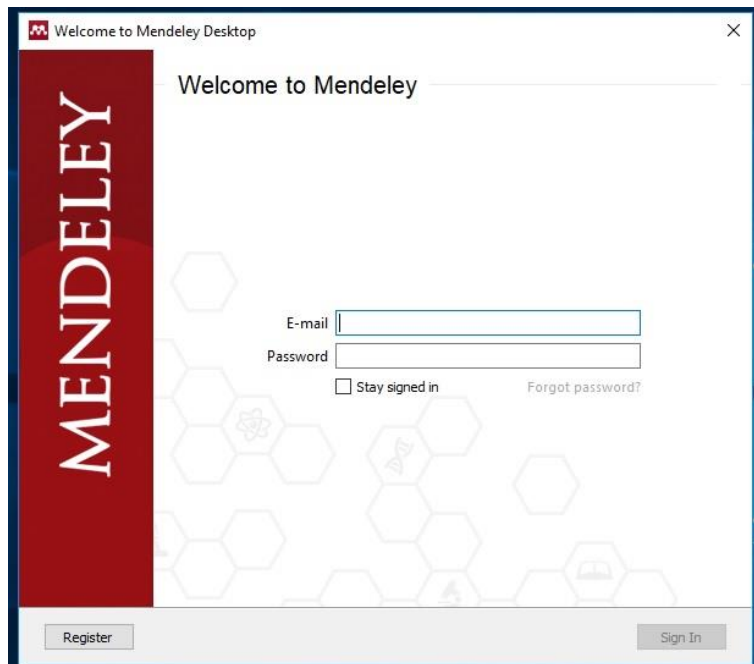 Welcome to Mendeley Desktop
MENDELEY
Welcome to Mendeley
E-mail
Password
Stay signed in
Forgot password?
Register
Sign In